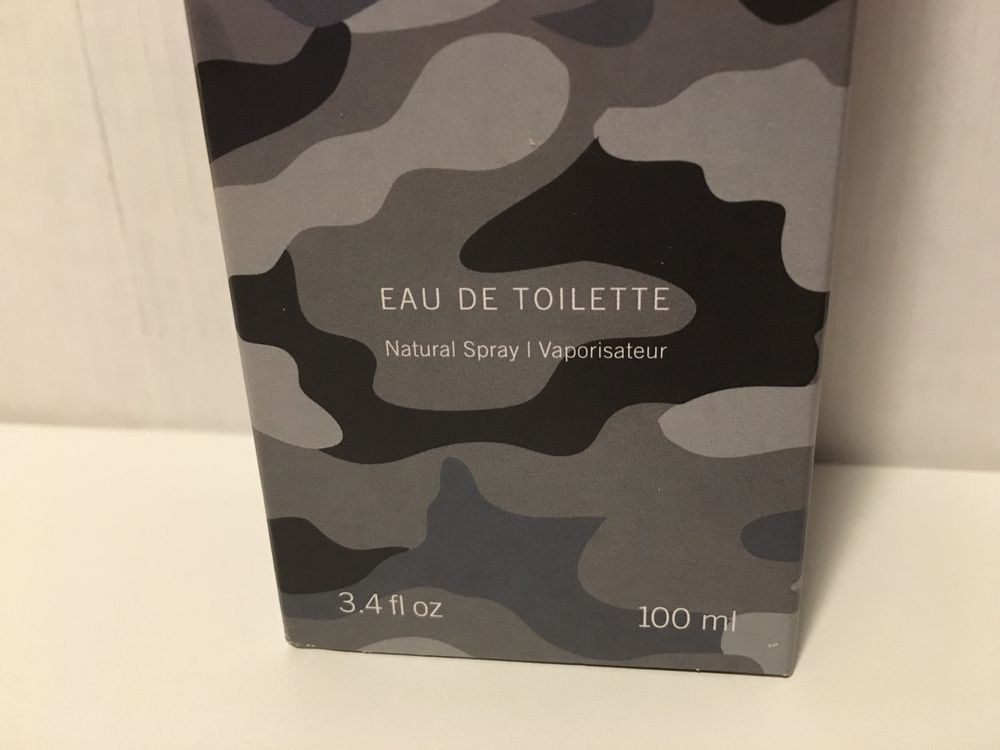 EAU DE TOILETTE
Natural Spray | Vaporisateur
3.4 fl oz 100 ml